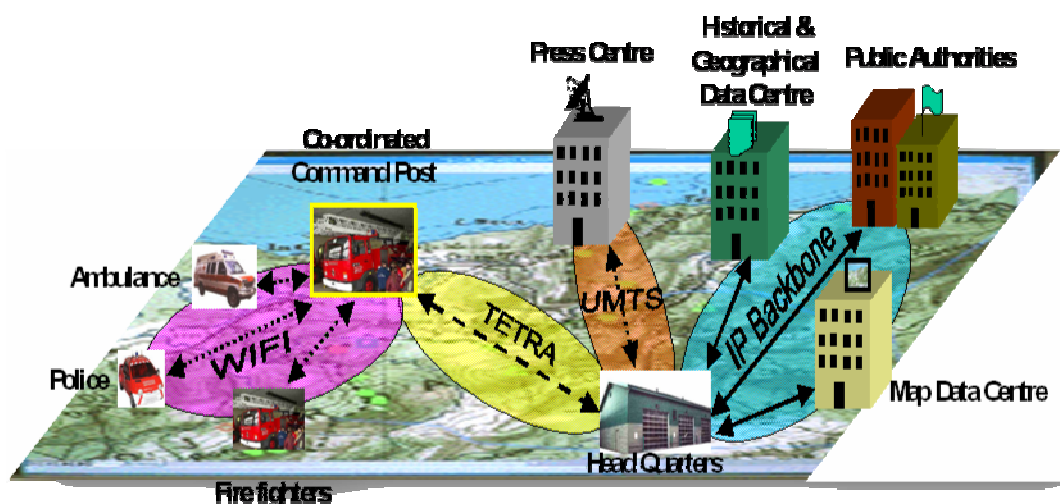 Historical &
Geographical
Data Centre
Press Centre
Public Authorities
Co-ordinated
Command Post
Ambulance
UMTS
IP Backbone
TETRA
WIFI
Police
Map Data Centre
Head Quarters
Fire fighters